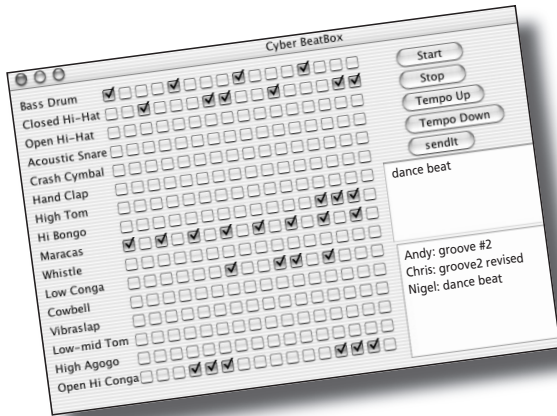 Cyber BeatBox
Bass Drum
Closed Hi-Hat
Open Hi-Hat
Acoustic Snare
Crash Cymbal
Hand Clap
High Tom
Hi Bongo
Maracas
Whistle
Low Conga
Cowbell
Vibraslap
Low-mid Tom
High Agogo
Open Hi Conga
Start
Stop
Tempo Up
Tempo Down
sendIt
dance beat
Andy: groove #2
Chris: groove2 revised
Nigel: dance beat